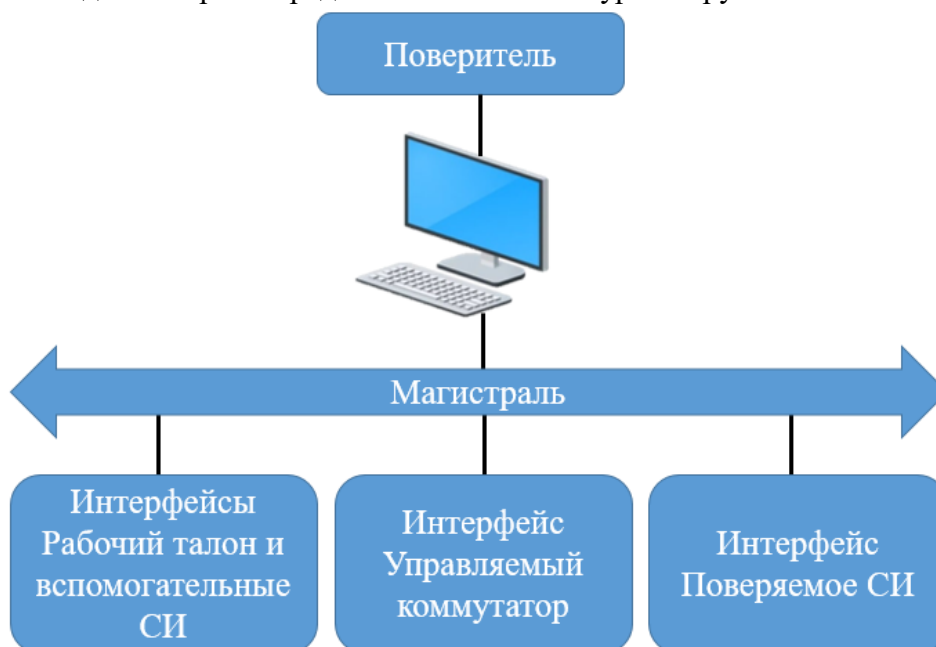 Поверитель
Магистраль
Интерфейсы
Рабочий талон и
вспомогательные
СИ
Интерфейс
Управляемый
коммутатор
Интерфейс
Поверяемое СИ